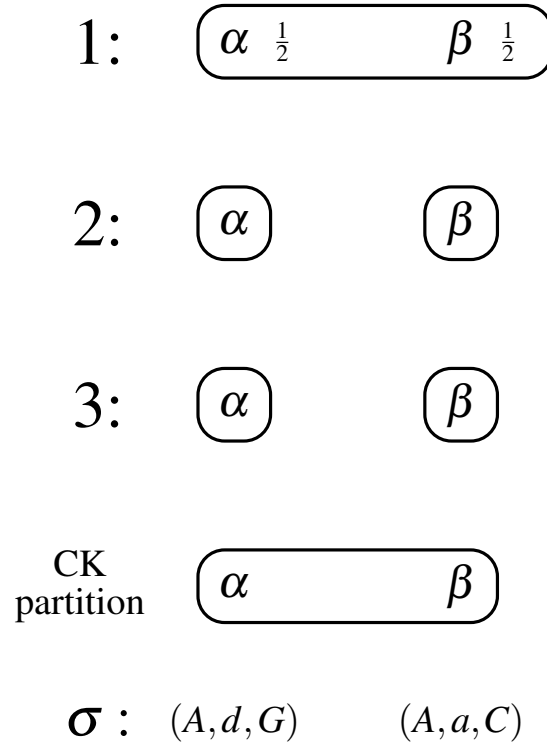 1: α 1/2 β 1/2
2: α β
3: α β
CK
partition α β
σ : (A, d, G) (A, a, C)